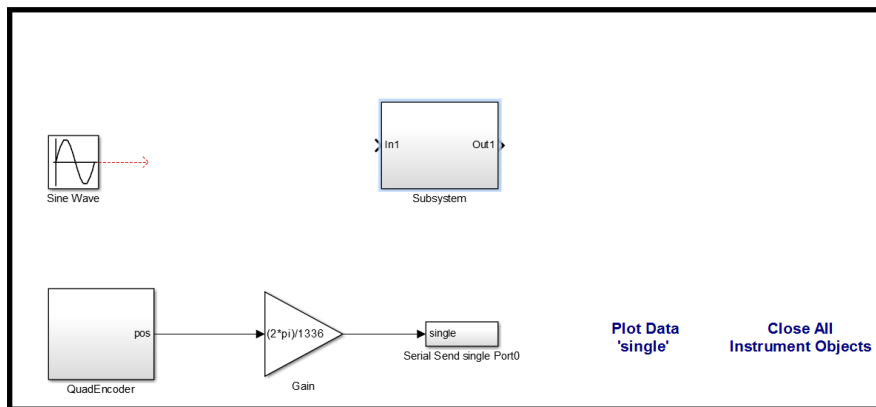 In1
Out1
Sine Wave
Subsystem
pos
(2*pi)/1336
single
QuadEncoder
Gain
Serial Send single Port0
Plot Data
'single'
Close All
Instrument Objects